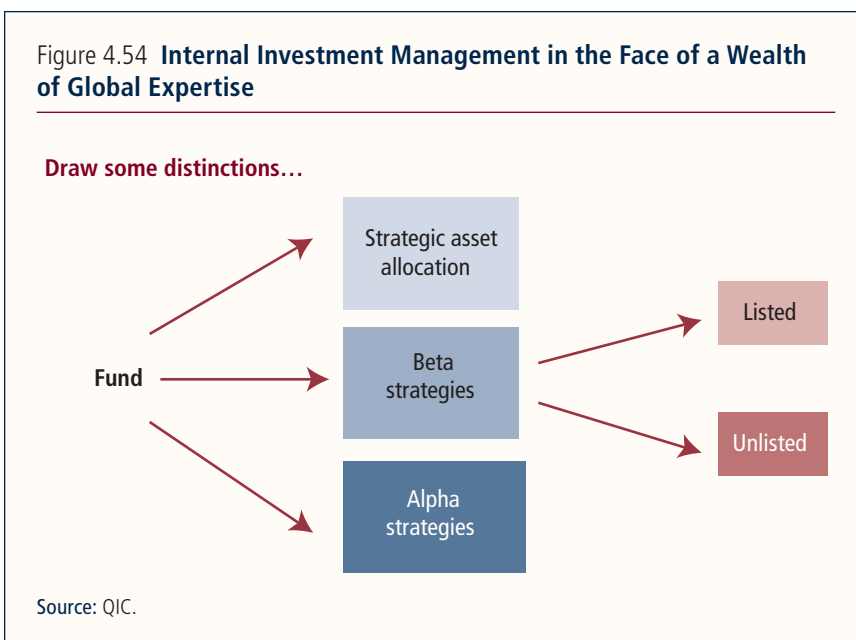 Figure 4.54 Internal Investment Management in the Face of a Wealth
of Global Expertise
Draw some distinctions…
Strategic asset
allocation
Listed
Fund
Beta
strategies
Unlisted
Alpha
strategies
Source: QIC.